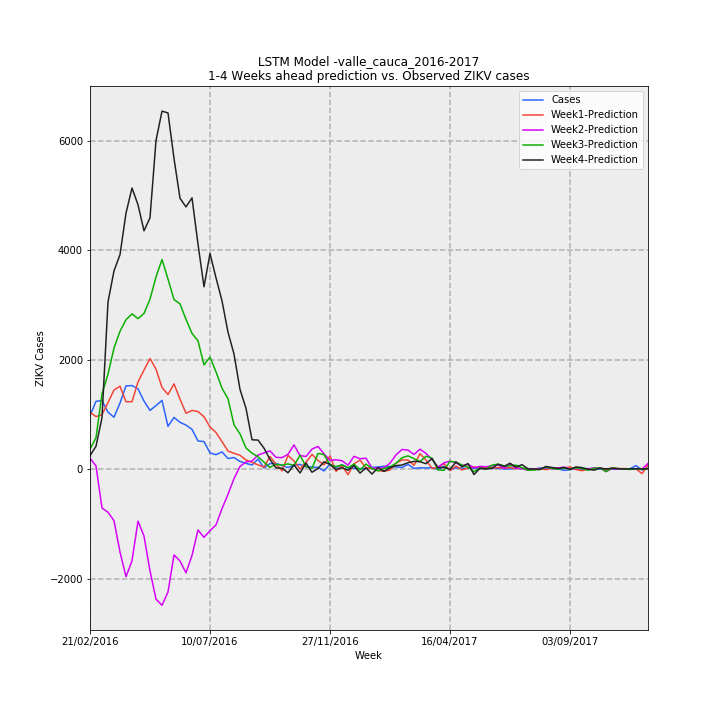 LSTM Model -valle_cauca_2016-2017
1-4 Weeks ahead prediction vs. Observed ZIKV cases
Cases
Week1-Prediction
Week2-Prediction
Week3-Prediction
Week4-Prediction
ZIKV Cases
6000
4000
2000
0
−2000
21/02/2016
10/07/2016
27/11/2016
16/04/2017
03/09/2017
Week